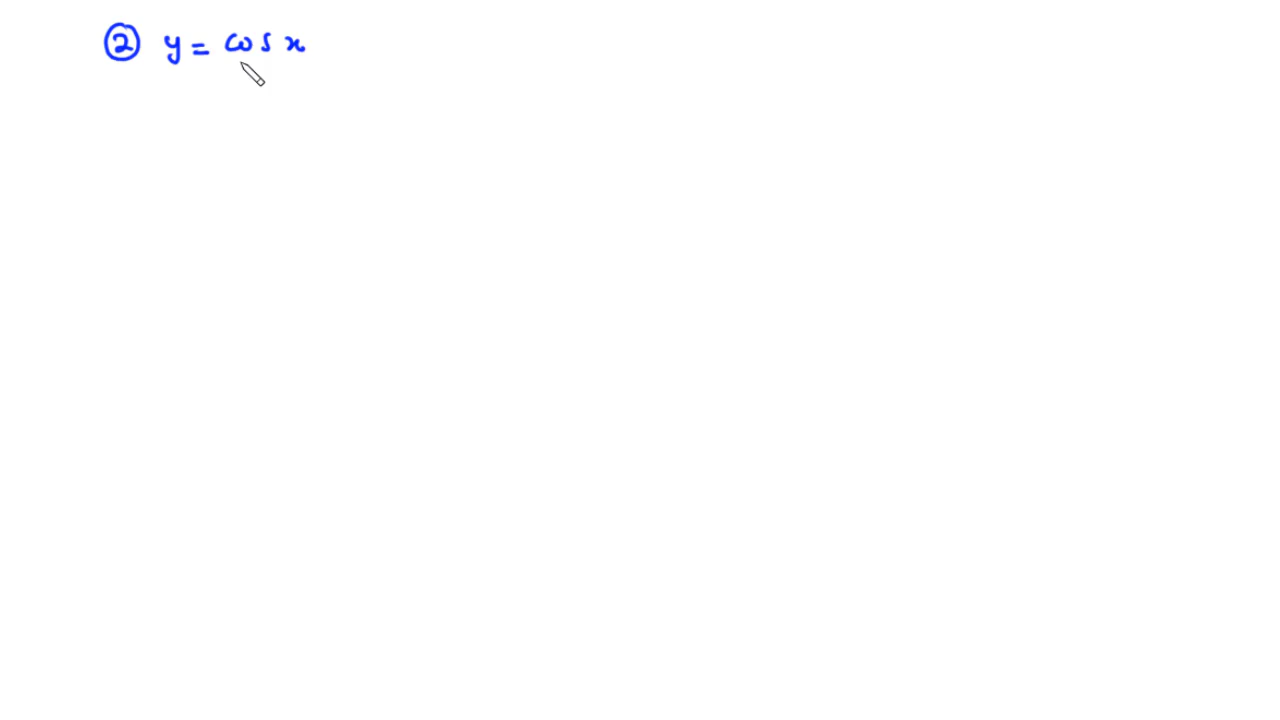 ② y = cos x